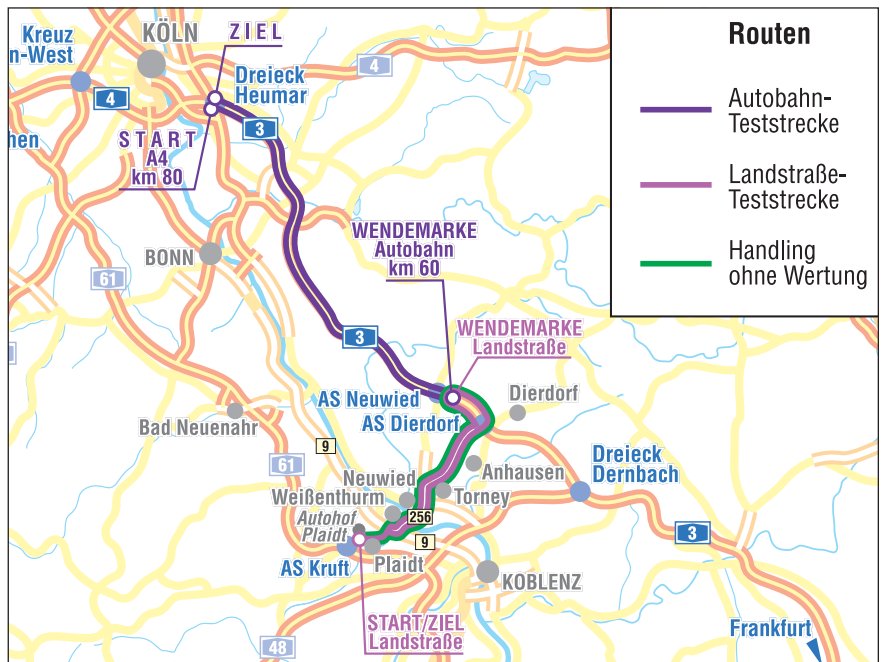 Kreuz
n-West
KÖLN
ZIEL
4
Dreieck
Heumar
4
3
hen
START
A4
km 80
WENDEMARKE
Autobahn
km 60
BONN
61
3
WENDEMARKE
Landstraße
AS Neuwied
Dierdorf
AS Dierdorf
Bad Neuenahr
9
61
Anhausen
Dreieck
Dernbach
Neuwied
Weißenthurm
Torney
Autohof
Plaidt
256
9
3
AS Kruft
Plaidt
KOBLENZ
START/ZIEL
Landstraße
48
Frankfurt
Routen
Autobahn-
Teststrecke
Landstraße-
Teststrecke
Handling
ohne Wertung